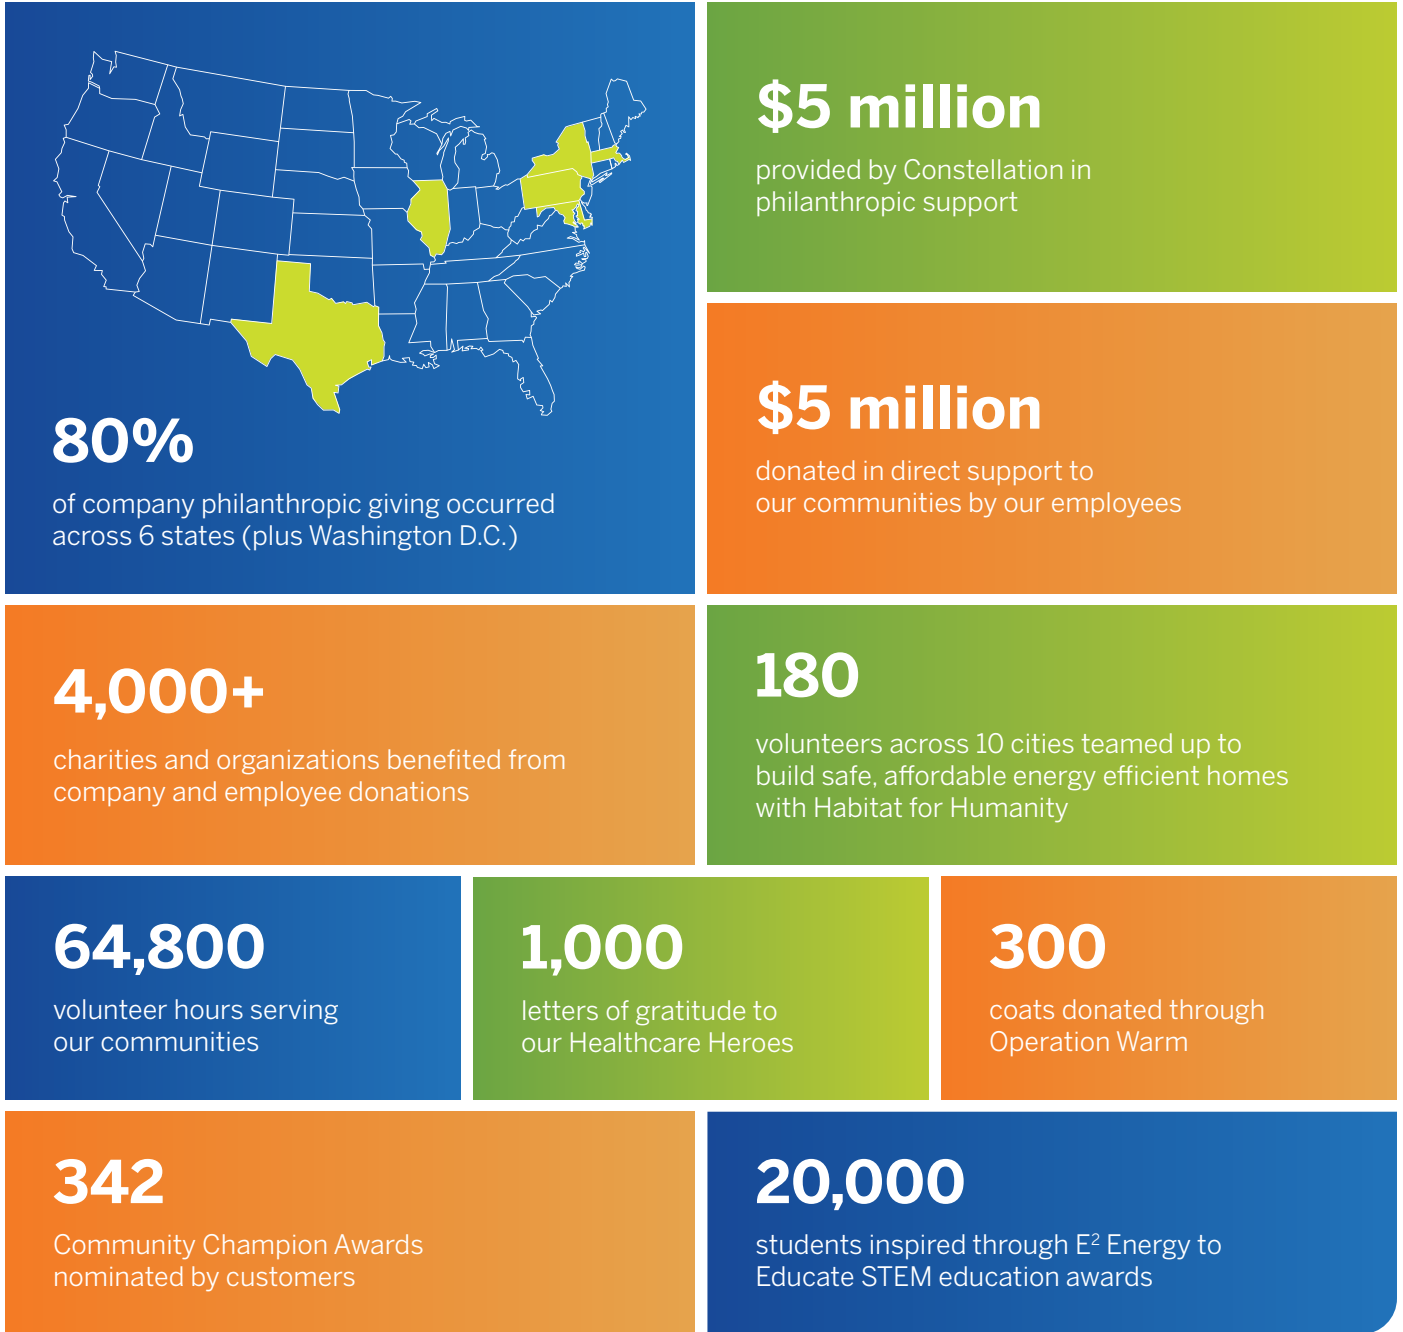 80%
of company philanthropic giving occurred
across 6 states (plus Washington D.C.)
$5 million
provided by Constellation in
philanthropic support
$5 million
donated in direct support to
our communities by our employees
4,000+
charities and organizations benefited from
company and employee donations
180
volunteers across 10 cities teamed up to
build safe, affordable energy efficient homes
with Habitat for Humanity
64,800
volunteer hours serving
our communities
1,000
letters of gratitude to
our Healthcare Heroes
300
coats donated through
Operation Warm
342
Community Champion Awards
nominated by customers
20,000
students inspired through E² Energy to
Educate STEM education awards